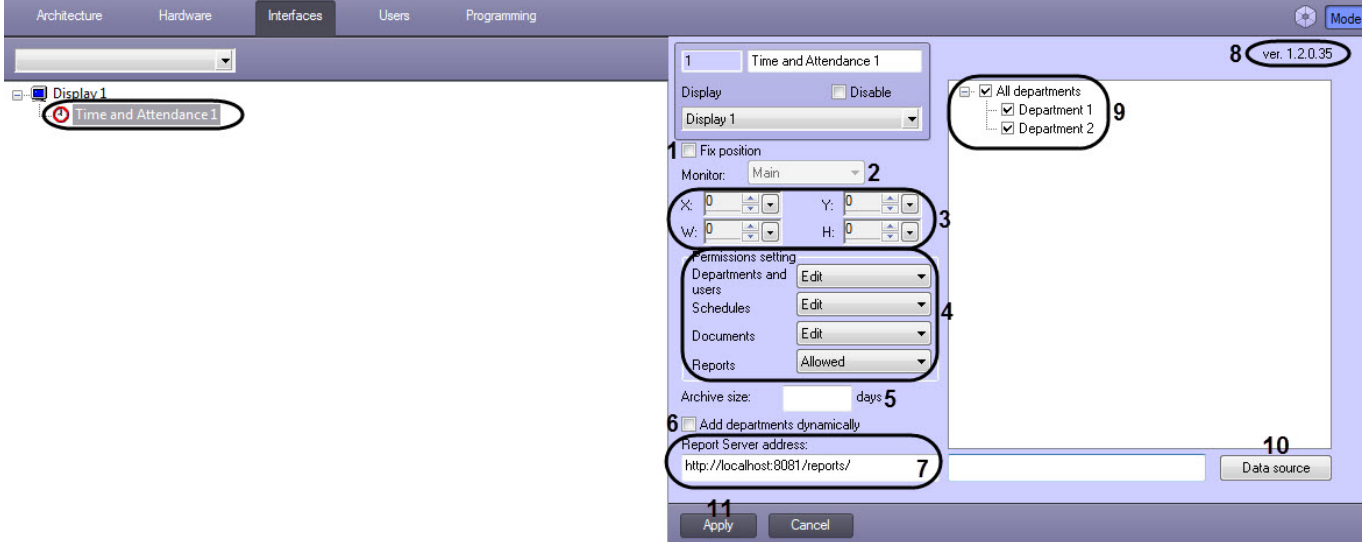 Architecture Hardware Interfaces Users Programming Mode
Display 1
Time and Attendance 1
1 Time and Attendance 1
Display Disable
Display 1
1 Fix position
Monitor: Main 2
X: 0 Y: 0
3
W: 0 H: 0
Permissions setting
Departments and users Edit
Schedules Edit
4
Documents Edit
Reports Allowed
Archive size: days 5
6 Add departments dynamically
Report Server address:
http://localhost:8081/reports/ 7
8 ver. 1.2.0.35
All departments
Department 1
9
Department 2
10
Data source
11
Apply Cancel